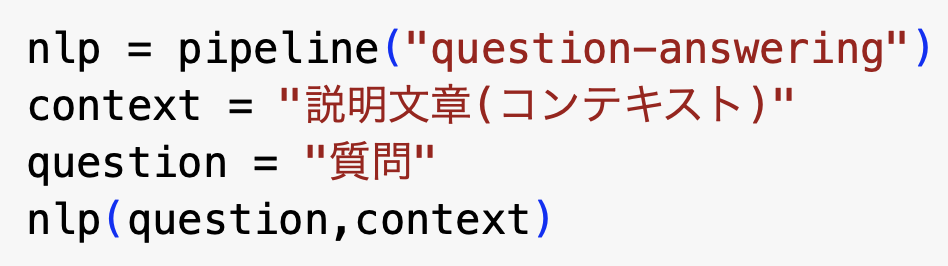 nlp = pipeline("question-answering")
context = "説明文章(コンテキスト)"
question = "質問"
nlp(question,context)